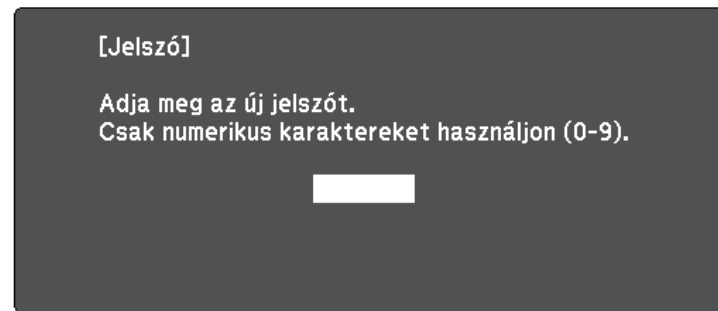 [Jelszó]
Adja meg az új jelszót.
Csak numerikus karaktereket használjon (0-9).